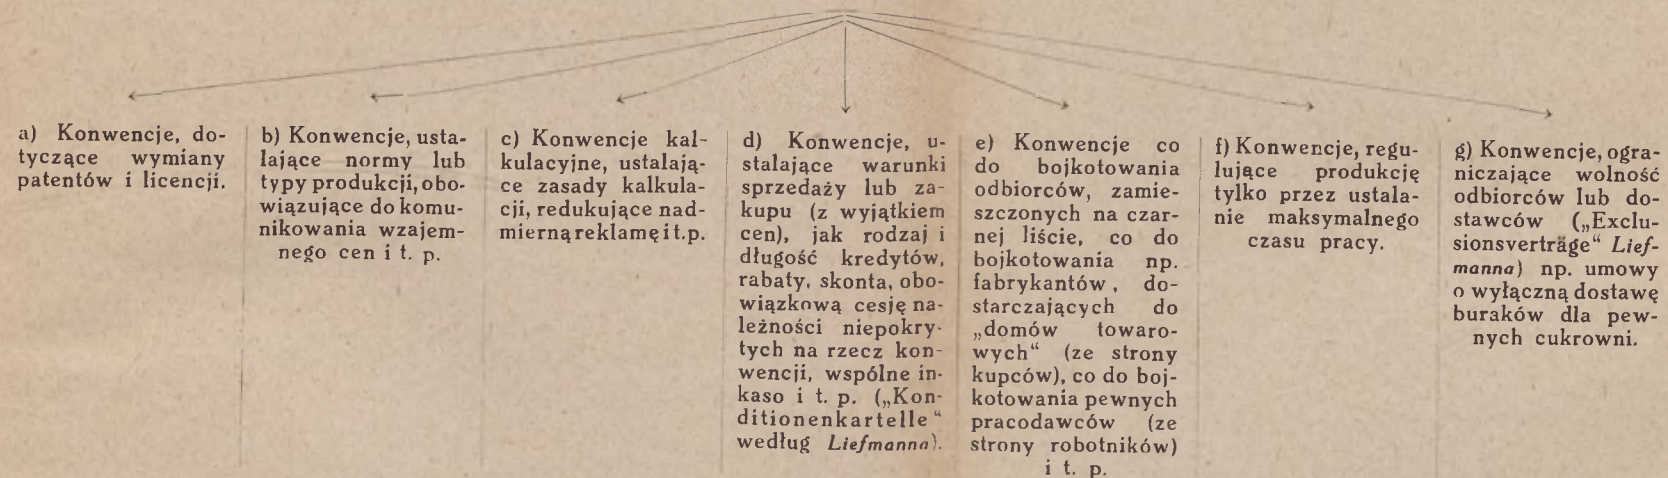 a) Konwencje, do-
tyczące wymiany
patentów i licencji.
b) Konwencje, usta-
lające normy lub
typy produkcji, obo-
wiązujące do komu-
nikowania wzajem-
nego cen i t. p.
c) Konwencje kal-
kulacyjne, ustalają-
ce zasady kalkula-
cji, redukujące nad-
mierną reklamę i t. p.
d) Konwencje, u-
stalające warunki
sprzedaży lub za-
kupu (z wyjątkiem
cen), jak rodzaj i
długość kredytów,
rabaty, skonta, obo-
wiązkową cesję na-
leżności niepokry-
tych na rzecz kon-
wencji, wspólne in-
kaso i t. p. („Kon-
ditionenkartelle“
według Liefmanna).
e) Konwencje co
do bojkotowania
odbiorców, zamie-
szczonych na czar-
nej liście, co do
bojkotowania np.
fabrykantów, do-
starczających do
„domów towaro-
wych“ (ze strony
kupców), co do boj-
kotowania pewnych
pracodawców (ze
strony robotników)
i t. p.
f) Konwencje, regu-
lujące produkcję
tylko przez ustala-
nie maksymalnego
czasu pracy.
g) Konwencje, ogra-
niczające wolność
odbiorców lub do-
stawców („Exclu-
sionsverträge“ Lief-
manna) np. umowy
o wyłączną dostawę
buraków dla pew-
nych cukrowni.